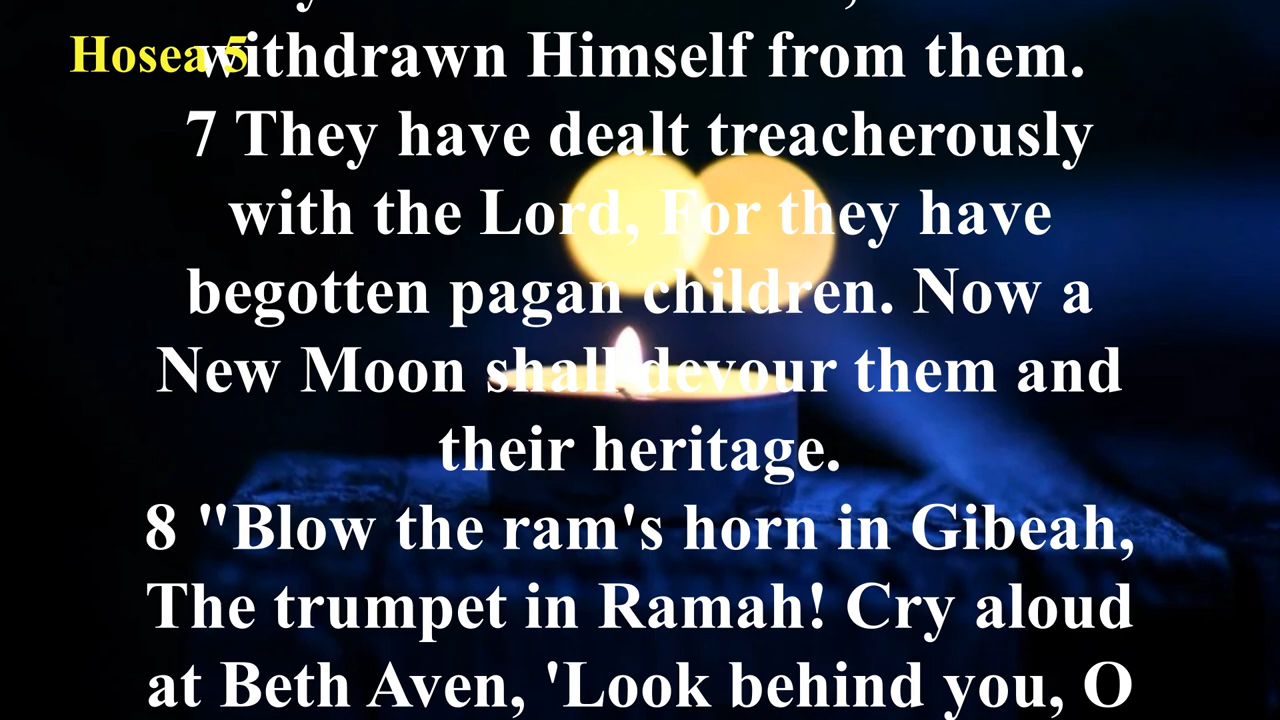 Hosea 5
withdrawn Himself from them.
7 They have dealt treacherously
with the Lord, For they have
begotten pagan children. Now a
New Moon shall devour them and
their heritage.
8 "Blow the ram's horn in Gibeah,
The trumpet in Ramah! Cry aloud
at Beth Aven, 'Look behind you, O